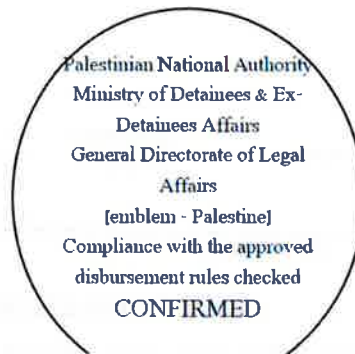 Palestinian National Authority
Ministry of Detainees & Ex-
Detainees Affairs
General Directorate of Legal
Affairs
[emblem - Palestine]
Compliance with the approved
disbursement rules checked
CONFIRMED